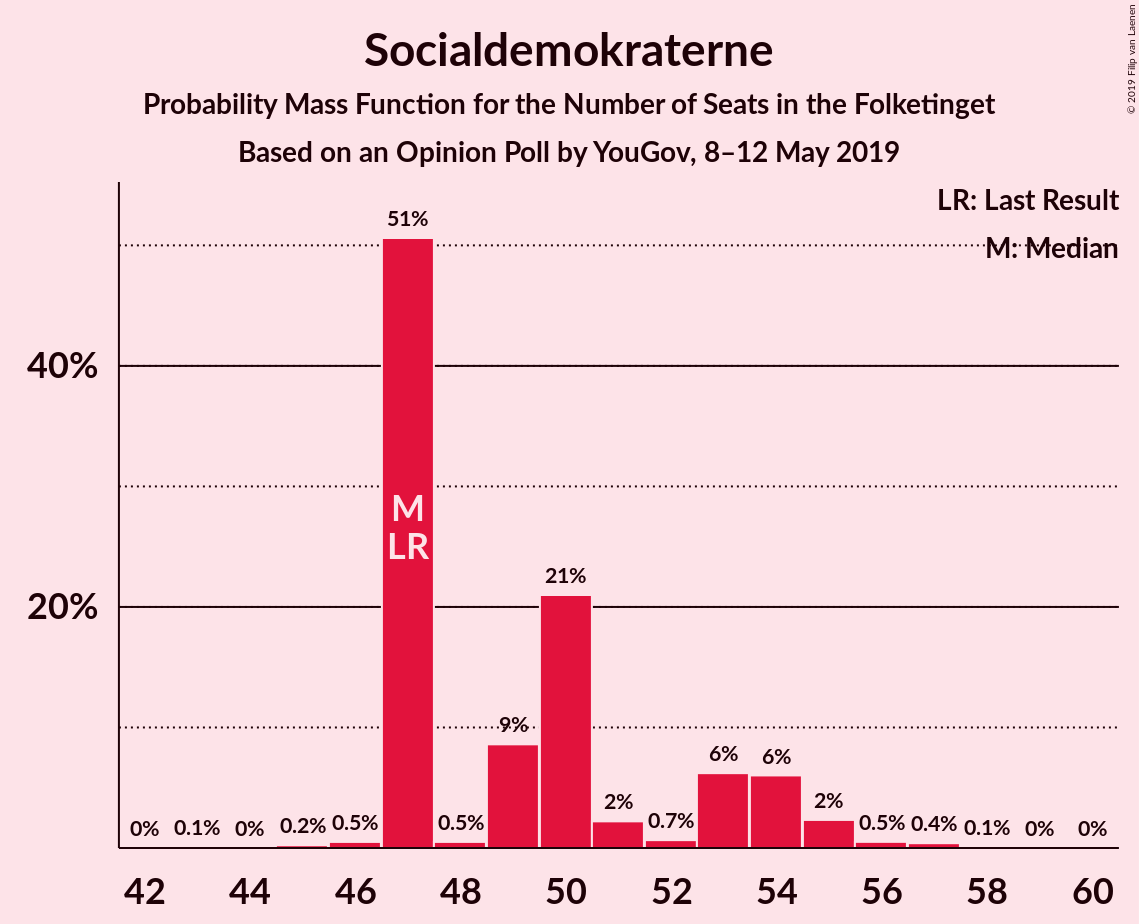 Socialdemokraterne
Probability Mass Function for the Number of Seats in the Folketinget
Based on an Opinion Poll by YouGov, 8–12 May 2019
© 2019 Filip van Laenen
LR: Last Result
M: Median
40%
20%
0%
0.1%
0%
0.2%
0.5%
51%
M
LR
0.5%
9%
21%
2%
0.7%
6%
6%
2%
0.5%
0.4%
0.1%
0%
0%
42 44 46 48 50 52 54 56 58 60